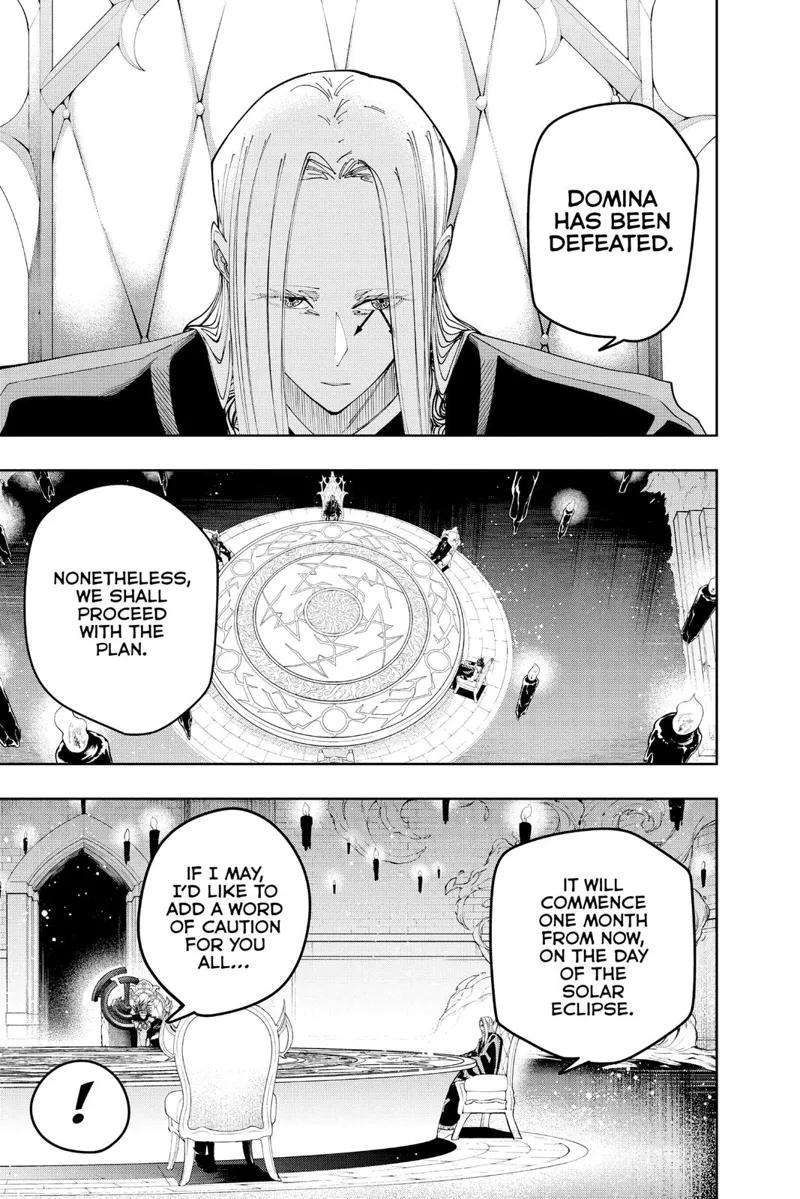 DOMINA
HAS BEEN
DEFEATED.
NONETHELESS,
WE SHALL
PROCEED
WITH THE
PLAN.
IT WILL
COMMENCE
ONE MONTH
FROM NOW,
ON THE DAY
OF THE
SOLAR
ECLIPSE.
IF I MAY,
I'D LIKE TO
ADD A WORD
OF CAUTION
FOR YOU
ALL...
!